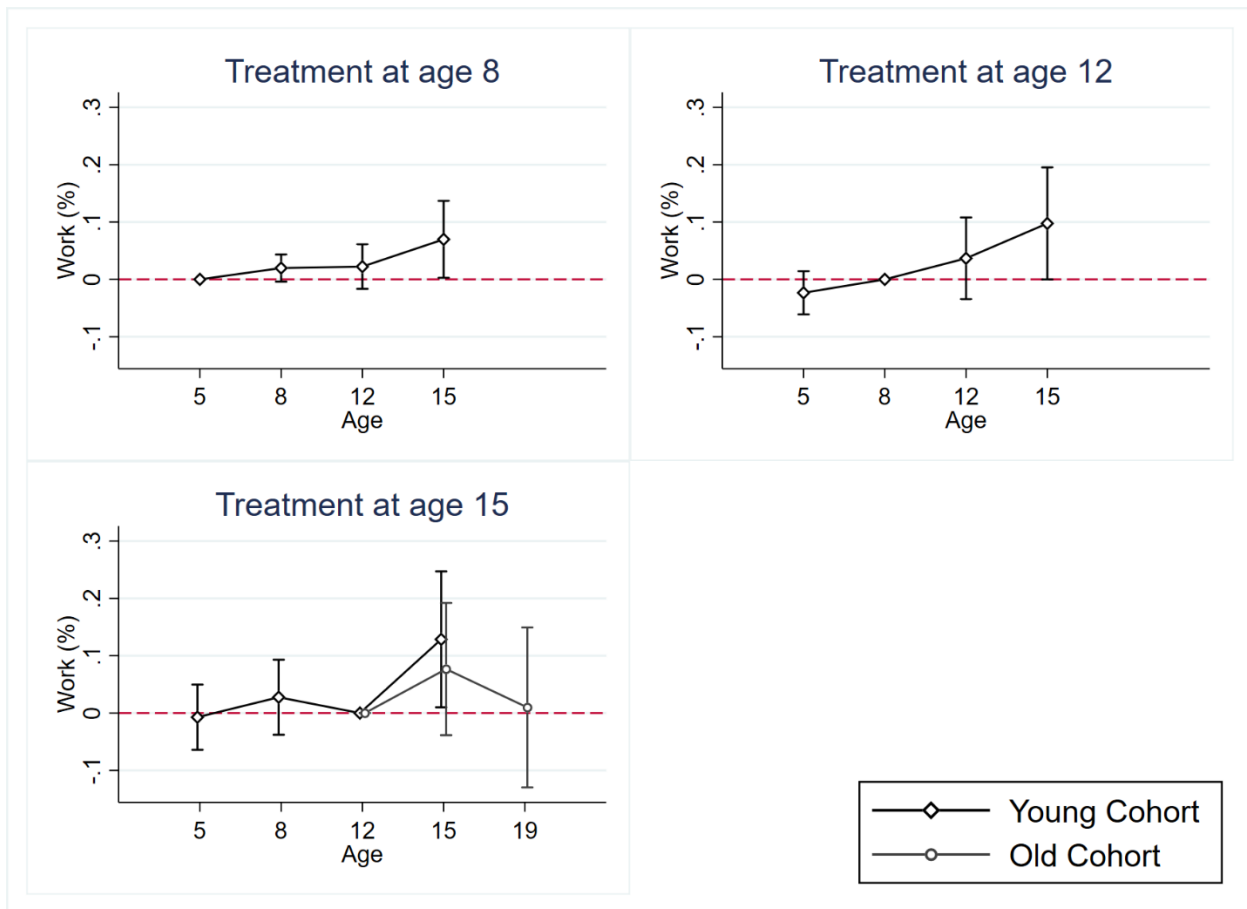 Treatment at age 8
Work (%)
.3
.2
.1
0
-.1
5 8 12 15
Age
Treatment at age 12
Work (%)
.3
.2
.1
0
-.1
5 8 12 15
Age
Treatment at age 15
Work (%)
.3
.2
.1
0
-.1
5 8 12 15 19
Age
Young Cohort
Old Cohort